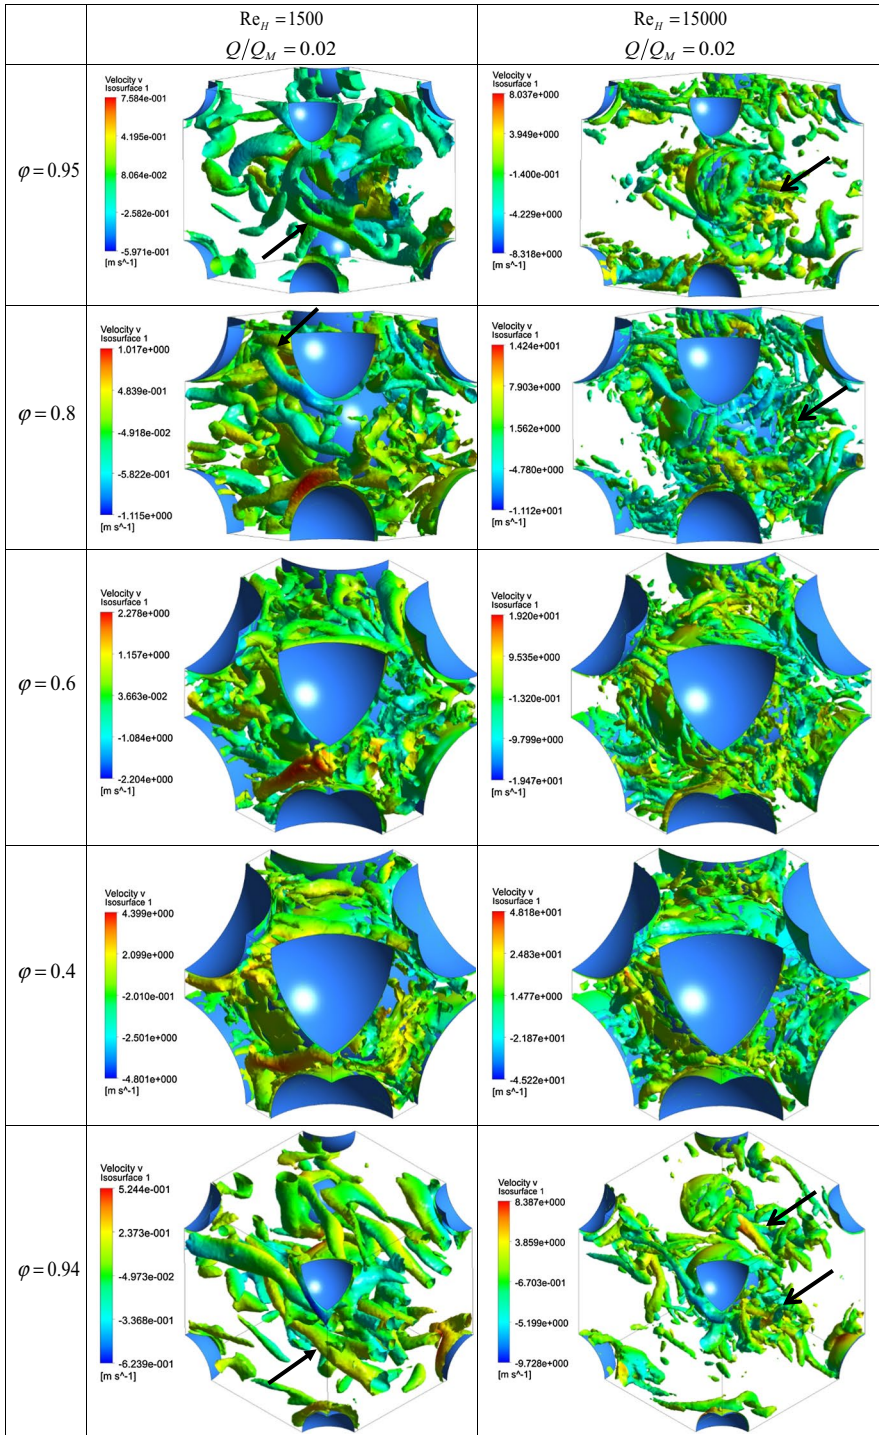 Re_H = 1500
Q/Q_M = 0.02
Re_H = 15000
Q/Q_M = 0.02
φ = 0.95
Velocity v
Isosurface 1
7.584e-001
4.195e-001
8.064e-002
-2.582e-001
-5.971e-001
[m s^-1]
Velocity v
Isosurface 1
8.037e+000
3.949e+000
-1.400e-001
-4.229e+000
-8.318e+000
[m s^-1]
φ = 0.8
Velocity v
Isosurface 1
1.017e+000
4.839e-001
-4.918e-002
-5.822e-001
-1.115e+000
[m s^-1]
Velocity v
Isosurface 1
1.424e+001
7.903e+000
1.562e+000
-4.780e+000
-1.112e+001
[m s^-1]
φ = 0.6
Velocity v
Isosurface 1
2.278e+000
1.157e+000
3.663e-002
-1.084e+000
-2.204e+000
[m s^-1]
Velocity v
Isosurface 1
1.920e+001
9.535e+000
-1.320e-001
-9.799e+000
-1.947e+001
[m s^-1]
φ = 0.4
Velocity v
Isosurface 1
4.399e+000
2.099e+000
-2.010e-001
-2.501e+000
-4.801e+000
[m s^-1]
Velocity v
Isosurface 1
4.818e+001
2.483e+001
1.477e+000
-2.187e+001
-4.522e+001
[m s^-1]
φ = 0.94
Velocity v
Isosurface 1
5.244e-001
2.373e-001
-4.973e-002
-3.368e-001
-6.239e-001
[m s^-1]
Velocity v
Isosurface 1
8.387e+000
3.859e+000
-6.703e-001
-5.199e+000
-9.728e+000
[m s^-1]